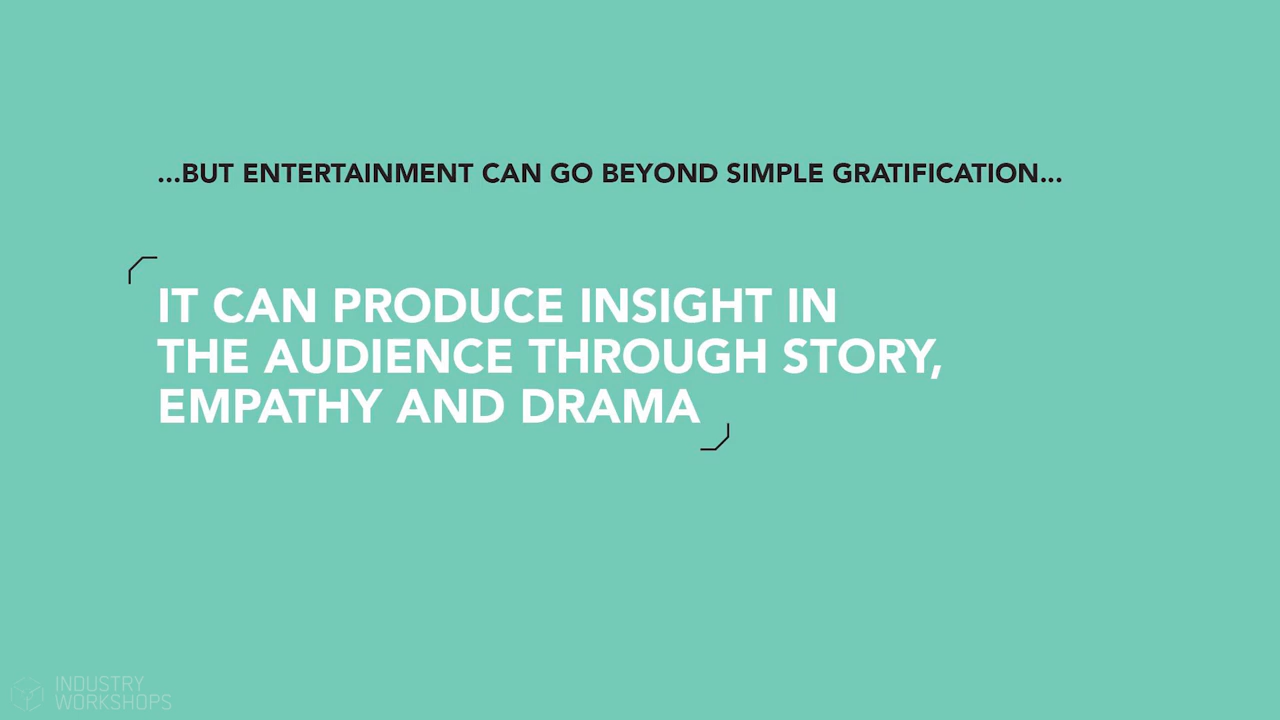 ...BUT ENTERTAINMENT CAN GO BEYOND SIMPLE GRATIFICATION...
IT CAN PRODUCE INSIGHT IN
THE AUDIENCE THROUGH STORY,
EMPATHY AND DRAMA
INDUSTRY
WORKSHOPS